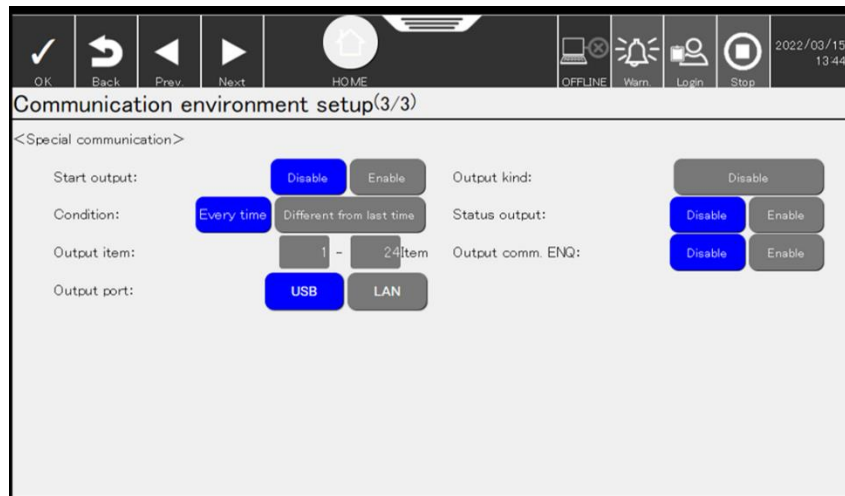 OK Back Prev. Next HOME OFFLINE Warn. Login Stop 2022/03/15
13:44
Communication environment setup(3/3)
<Special communication>
Start output: Disable Enable Output kind: Disable
Condition: Every time Different from last time Status output: Disable Enable
Output item: 1 - 24 Item Output comm. ENQ: Disable Enable
Output port: USB LAN